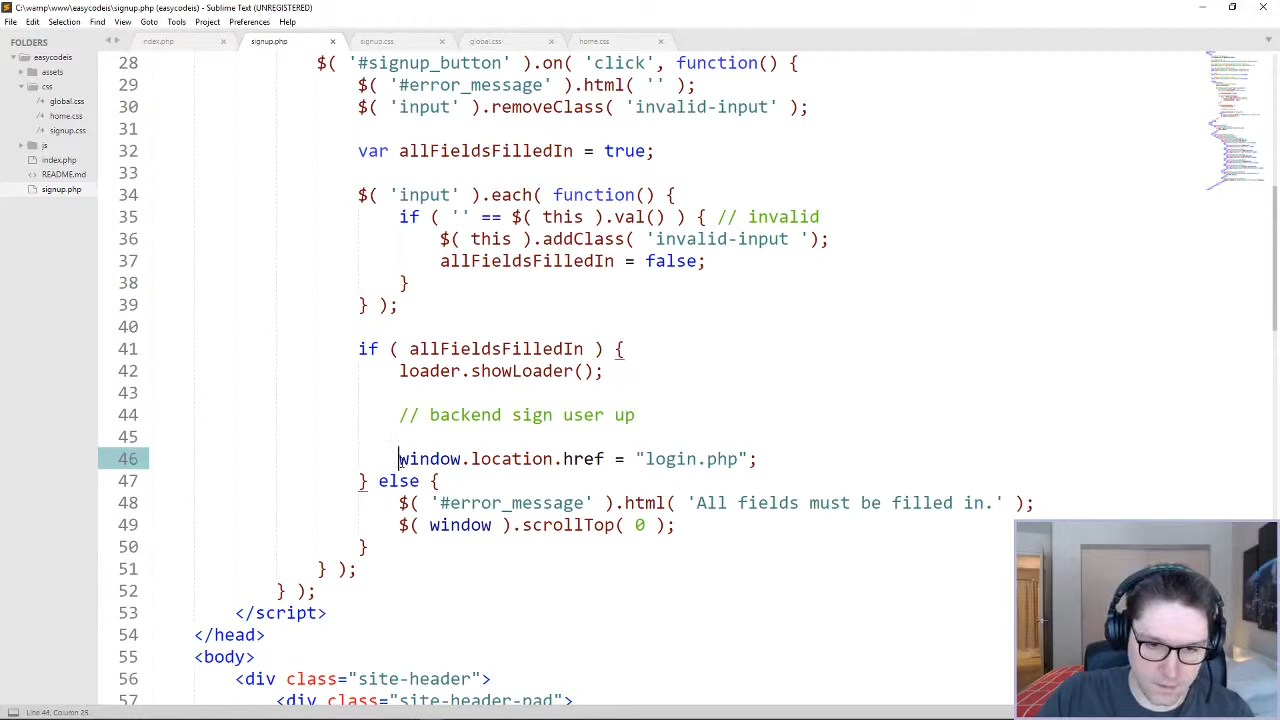 C:\wamp\www\easycodeis\signup.php (easycodeis) - Sublime Text (UNREGISTERED)
File Edit Selection Find View Goto Tools Project Preferences Help
FOLDERS
easycodeis
assets
css
global.css
home.css
signup.css
js
index.php
README.md
signup.php
index.php signup.php signup.css global.css home.css
28 $( '#signup_button ).on( 'click', function() {
29 $( '#error_message ).html( '' ),
30 $( 'input' ).removeClass( 'invalid-input' ),
31
32 var allFieldsFilledIn = true;
33
34 $( 'input' ).each( function() {
35 if ( '' == $( this ).val() ) { // invalid
36 $( this ).addClass( 'invalid-input ');
37 allFieldsFilledIn = false;
38 }
39 } );
40
41 if ( allFieldsFilledIn ) {
42 loader.showLoader();
43
44 // backend sign user up
45
46 window.location.href = "login.php";
47 } else {
48 $( '#error_message' ).html( 'All fields must be filled in.' );
49 $( window ).scrollTop( 0 );
50 }
51 } );
52 } );
53 </script>
54 </head>
55 <body>
56 <div class="site-header">
57 <div class="site-header-pad">
Line 46, Column 25